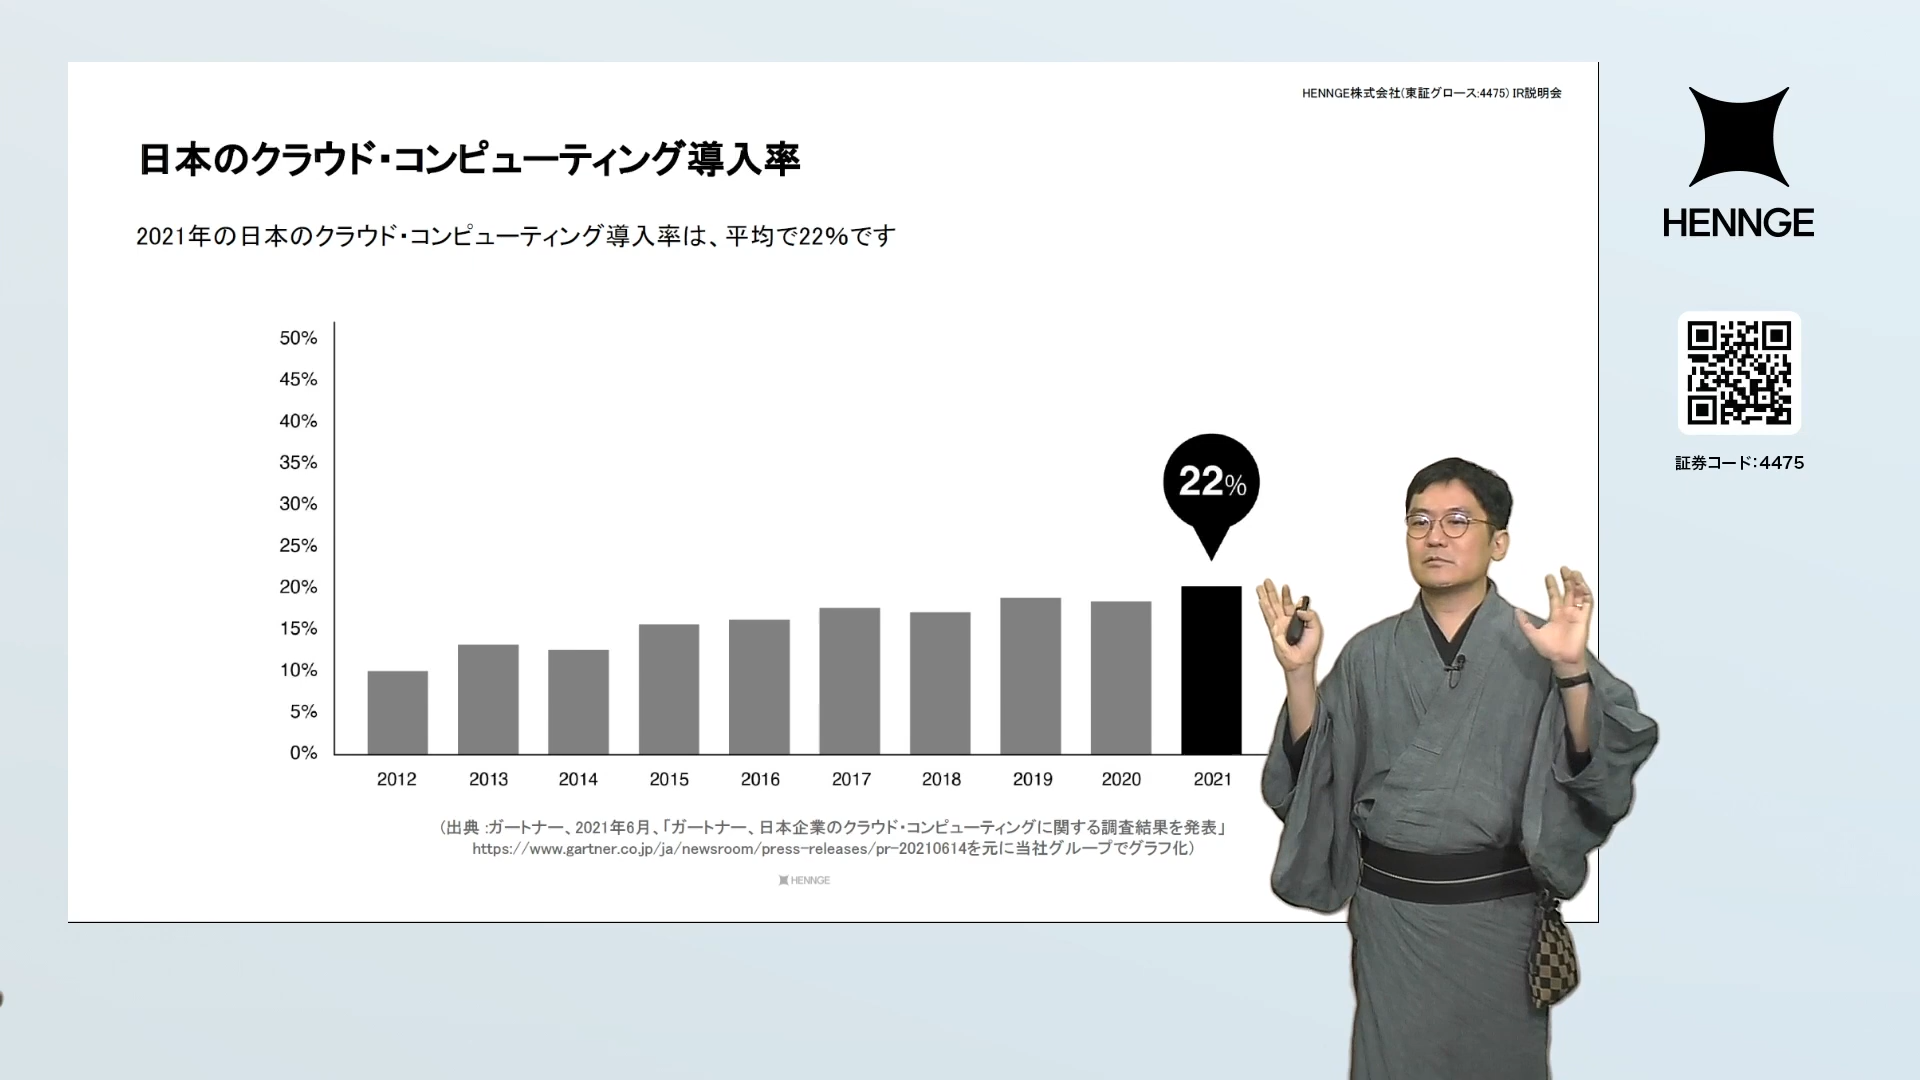 HENNGE株式会社(東証グロース:4475) IR説明会
日本のクラウド・コンピューティング導入率
2021年の日本のクラウド・コンピューティング導入率は、平均で22%です
50%
45%
40%
35%
30%
25%
20%
15%
10%
5%
0%
22%
2012 2013 2014 2015 2016 2017 2018 2019 2020 2021
(出典 :ガートナー、2021年6月、「ガートナー、日本企業のクラウド・コンピューティングに関する調査結果を発表」
https://www.gartner.co.jp/ja/newsroom/press-releases/pr-20210614を元に当社グループでグラフ化)
HENNGE
HENNGE
証券コード:4475